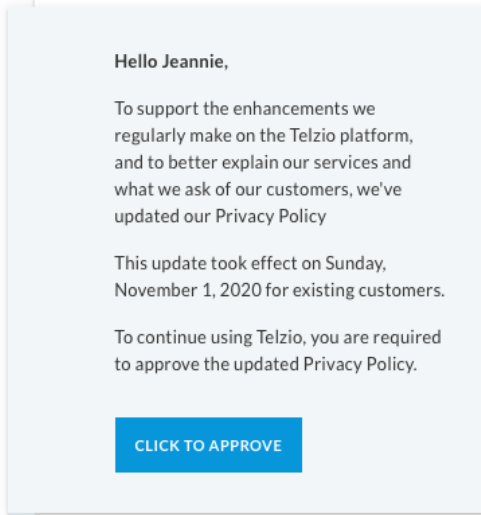 Hello Jeannie,
To support the enhancements we
regularly make on the Telzio platform,
and to better explain our services and
what we ask of our customers, we've
updated our Privacy Policy
This update took effect on Sunday,
November 1, 2020 for existing customers.
To continue using Telzio, you are required
to approve the updated Privacy Policy.
CLICK TO APPROVE